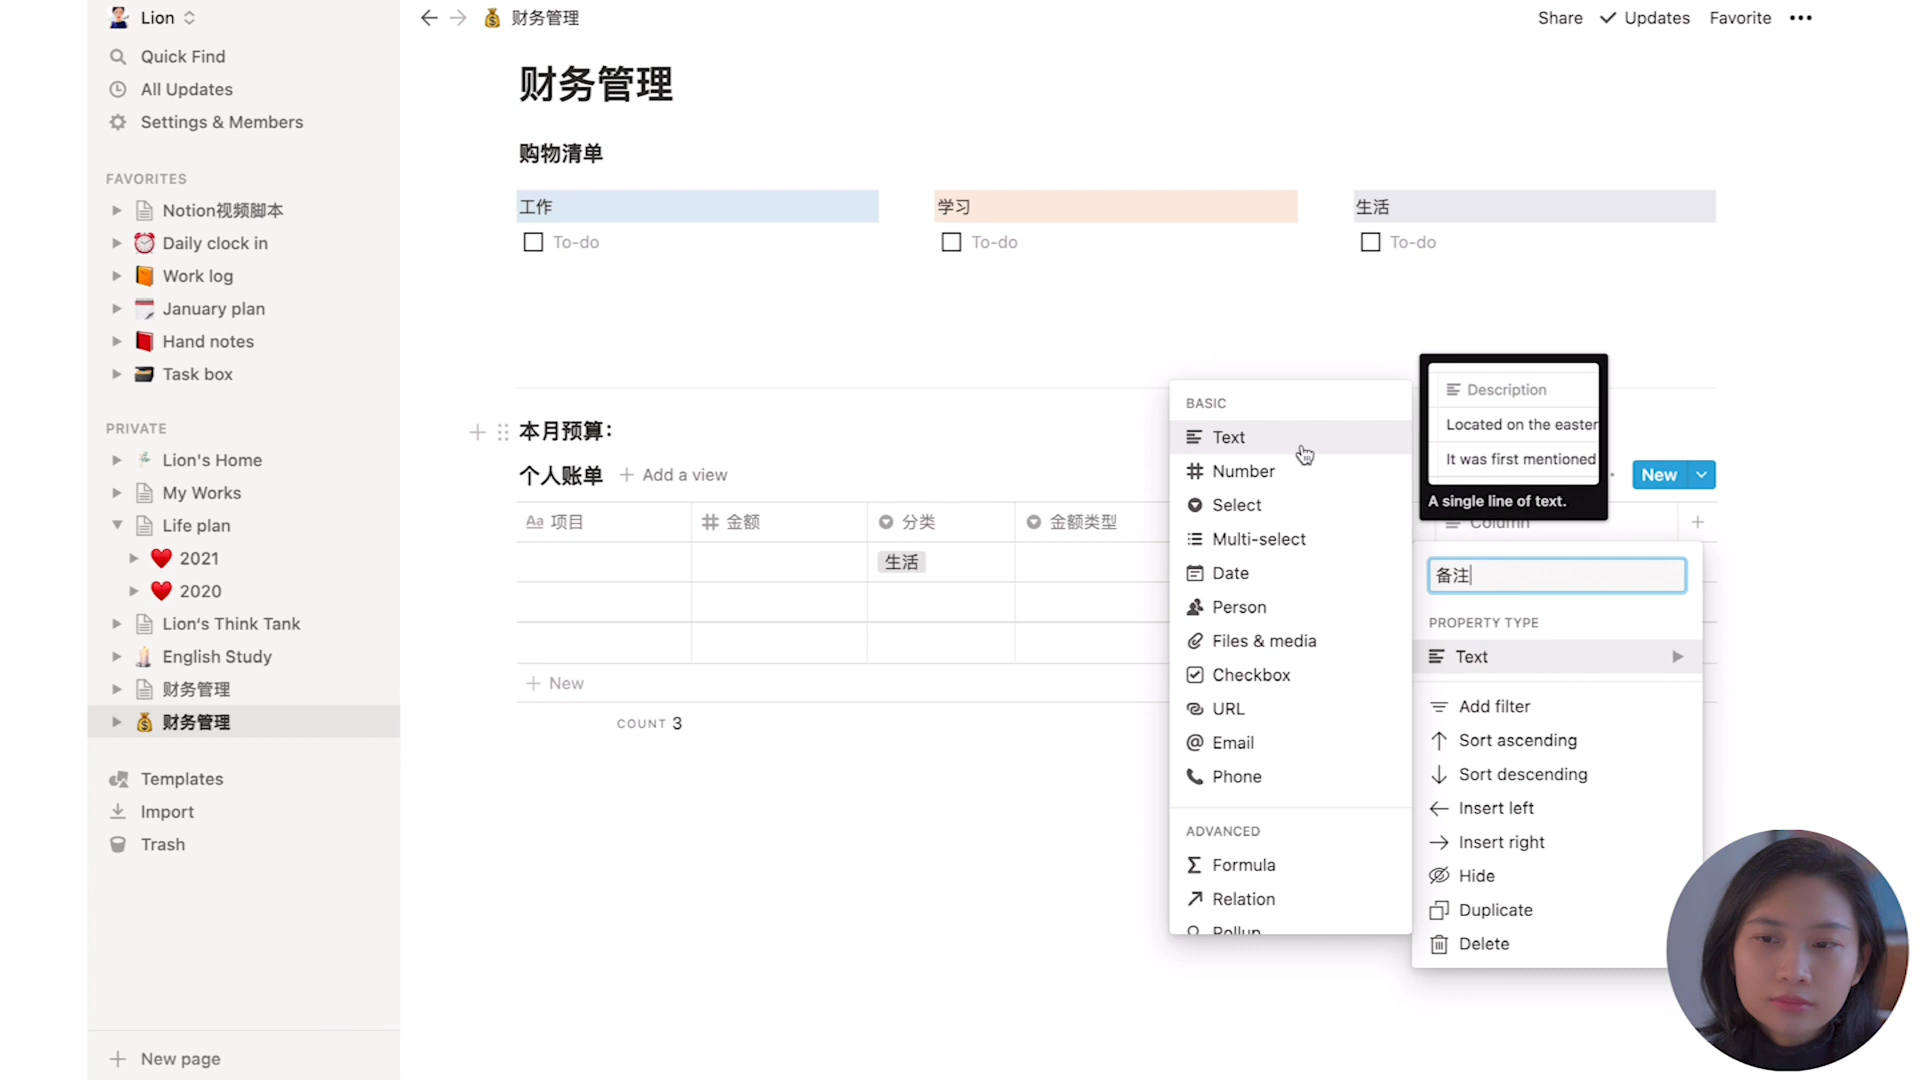 Lion
Quick Find
All Updates
Settings & Members
FAVORITES
Notion视频脚本
Daily clock in
Work log
January plan
Hand notes
Task box
PRIVATE
Lion's Home
My Works
Life plan
2021
2020
Lion's Think Tank
English Study
财务管理
财务管理
Templates
Import
Trash
New page
财务管理
Share
Updates
Favorite
财务管理
购物清单
工作
学习
生活
To-do
To-do
To-do
本月预算：
个人账单
Add a view
New
Aa 项目
金额
分类
金额类型
Column
生活
New
COUNT 3
BASIC
Text
Number
Select
Multi-select
Date
Person
Files & media
Checkbox
URL
Email
Phone
ADVANCED
Formula
Relation
Rollup
Description
Located on the easter
It was first mentioned
A single line of text.
备注
PROPERTY TYPE
Text
Add filter
Sort ascending
Sort descending
Insert left
Insert right
Hide
Duplicate
Delete